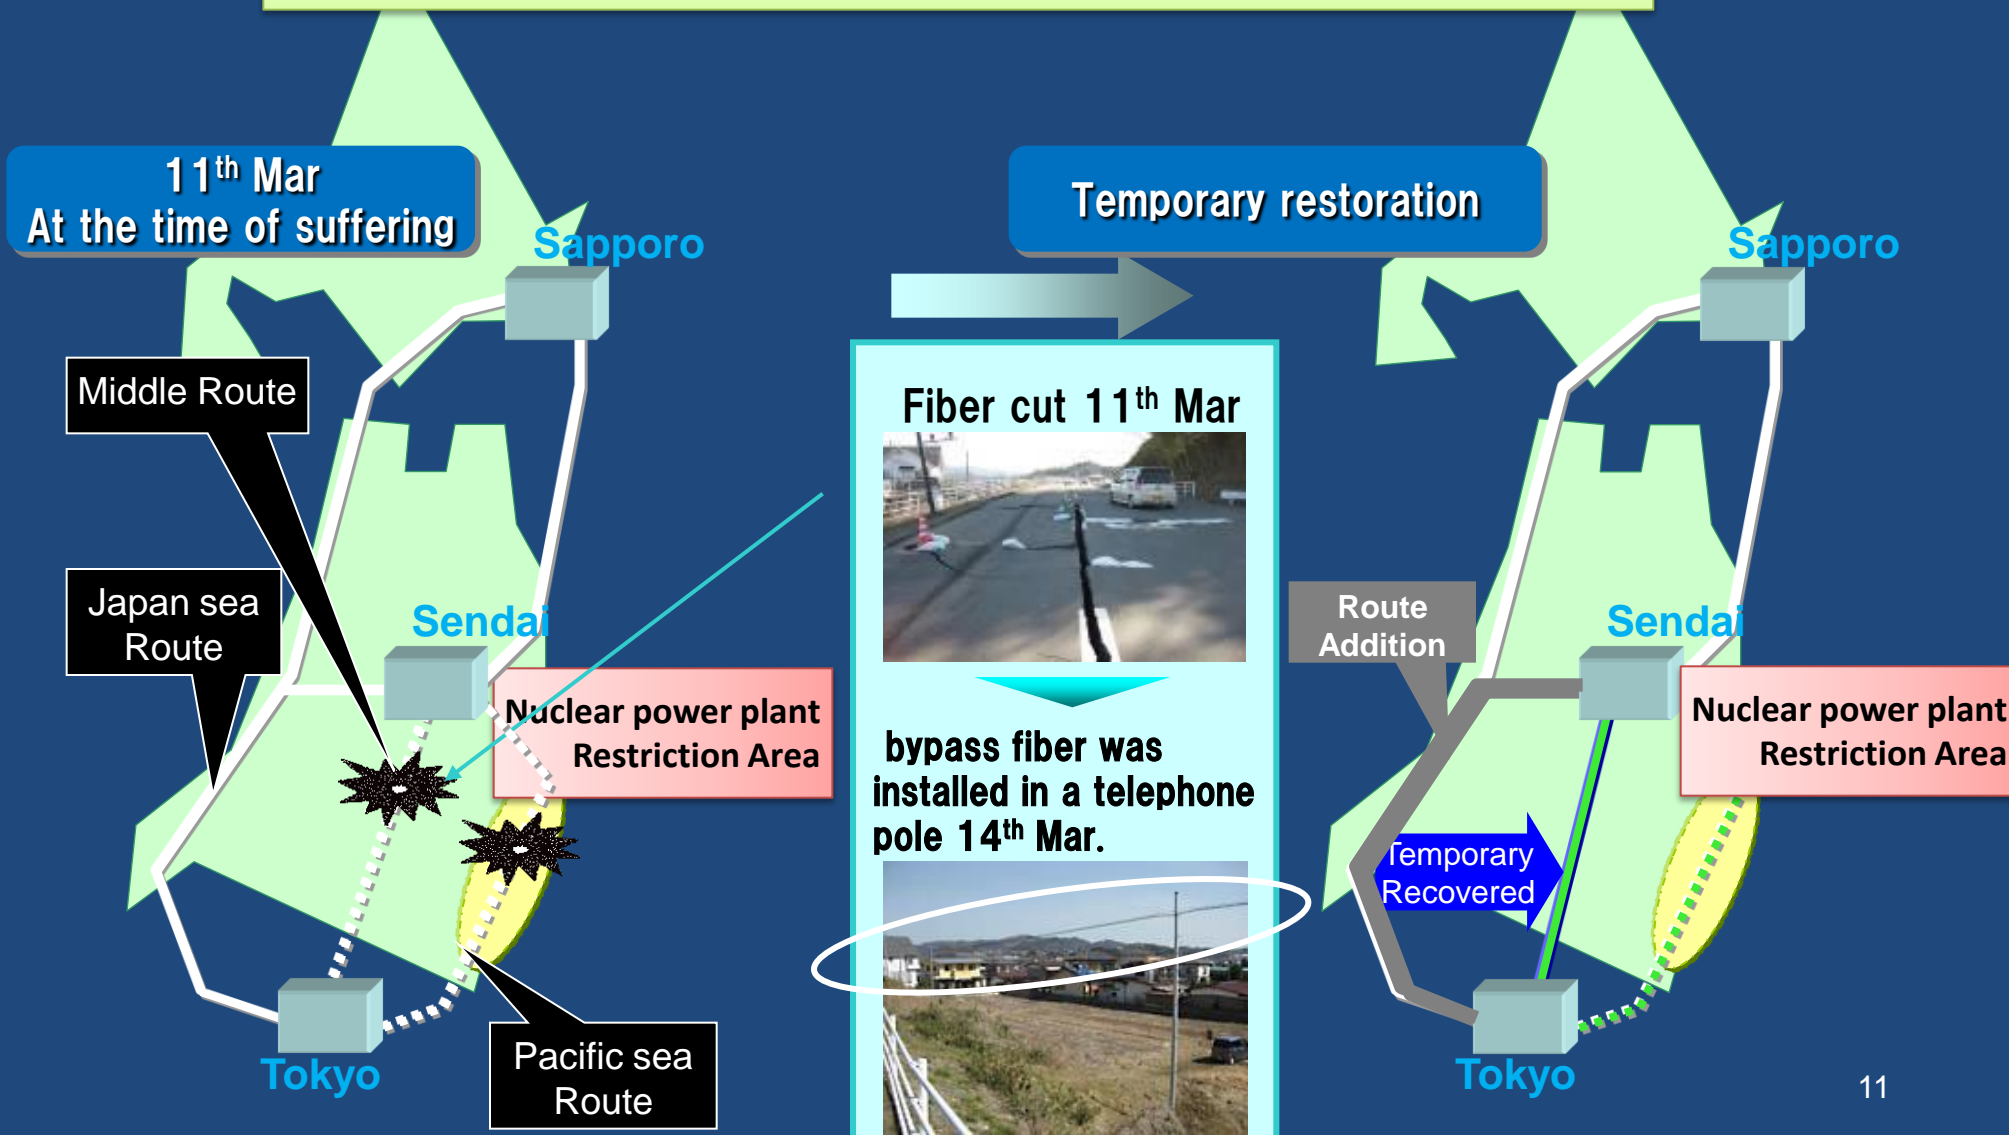 11th Mar
At the time of suffering
Sapporo
Middle Route
Japan sea
Route
Sendai
Nuclear power plant
Restriction Area
Tokyo
Pacific sea
Route
Fiber cut 11th Mar
bypass fiber was
installed in a telephone
pole 14th Mar.
Temporary restoration
Sapporo
Route
Addition
Sendai
Nuclear power plant
Restriction Area
Temporary
Recovered
Tokyo
11